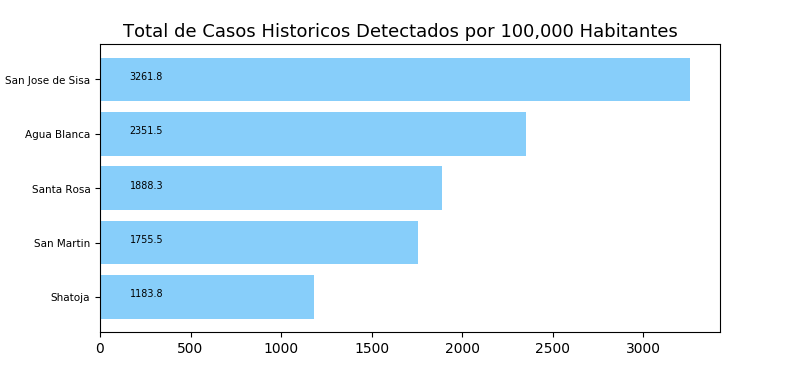 Total de Casos Historicos Detectados por 100,000 Habitantes
San Jose de Sisa 3261.8
Agua Blanca 2351.5
Santa Rosa 1888.3
San Martin 1755.5
Shatoja 1183.8
0 500 1000 1500 2000 2500 3000